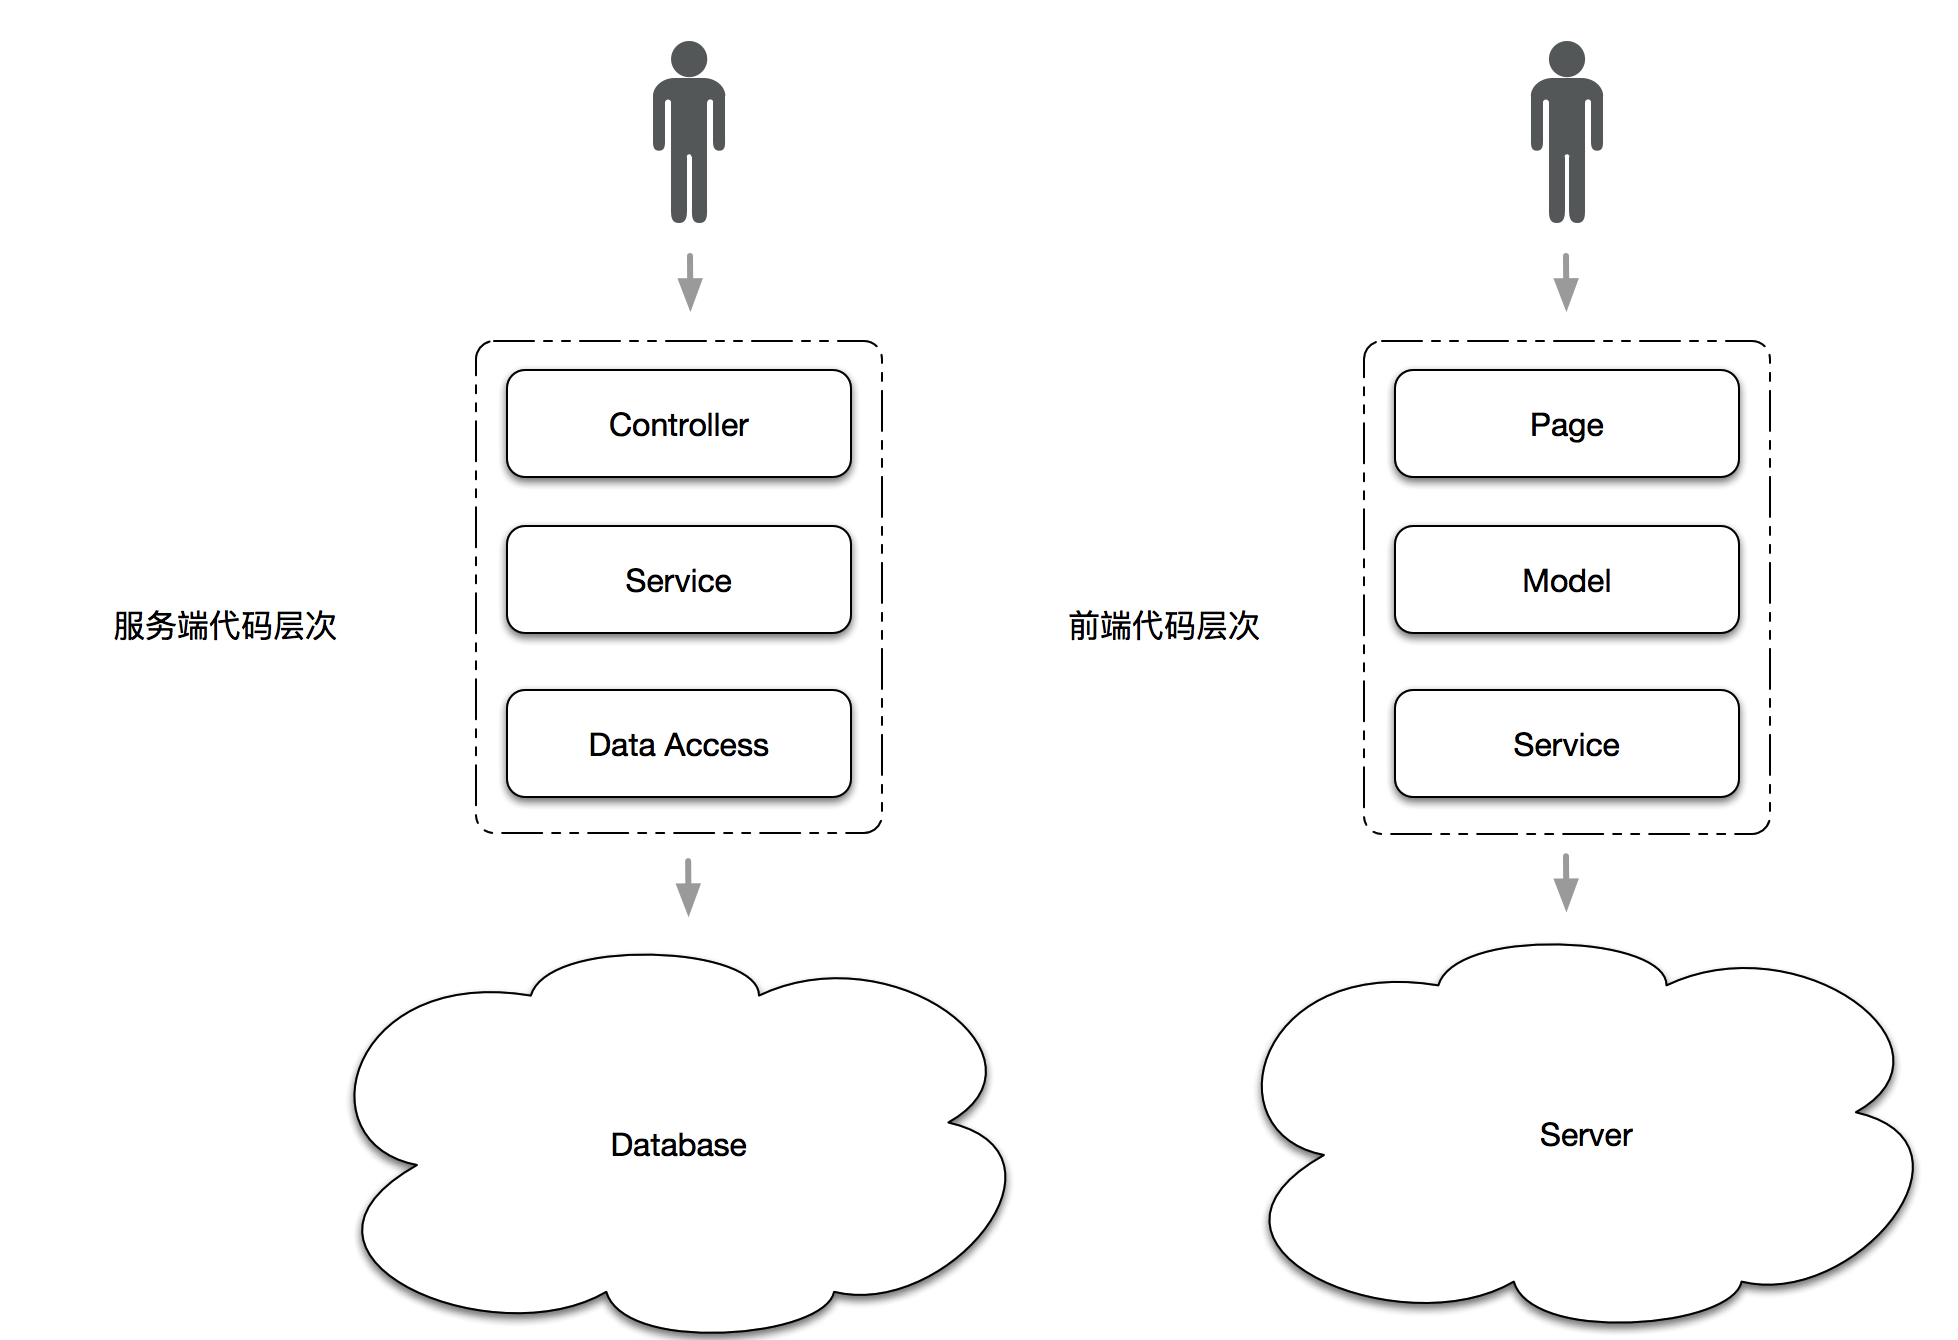 服务端代码层次
Controller
Service
Data Access
Database
前端代码层次
Page
Model
Service
Server